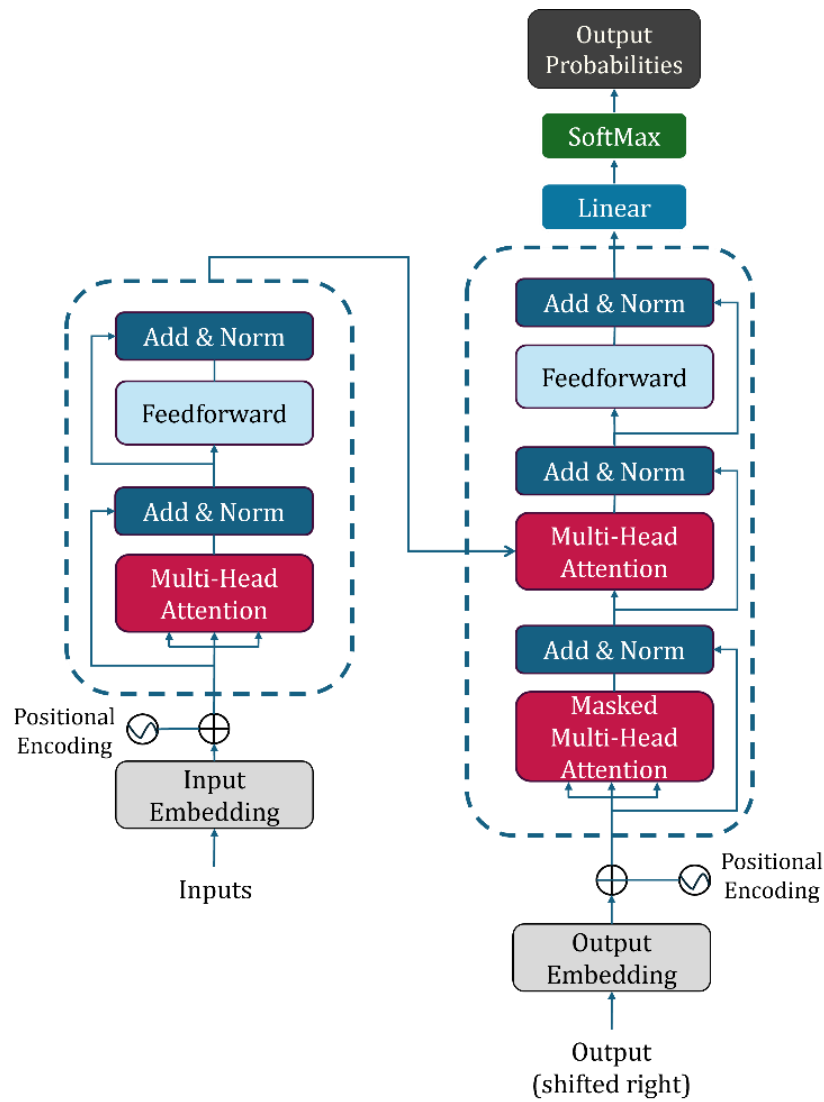 Output
Probabilities
SoftMax
Linear
Add & Norm
Feedforward
Add & Norm
Multi-Head
Attention
Add & Norm
Masked
Multi-Head
Attention
Positional
Encoding
Output
Embedding
Output
(shifted right)
Add & Norm
Feedforward
Add & Norm
Multi-Head
Attention
Positional
Encoding
Input
Embedding
Inputs